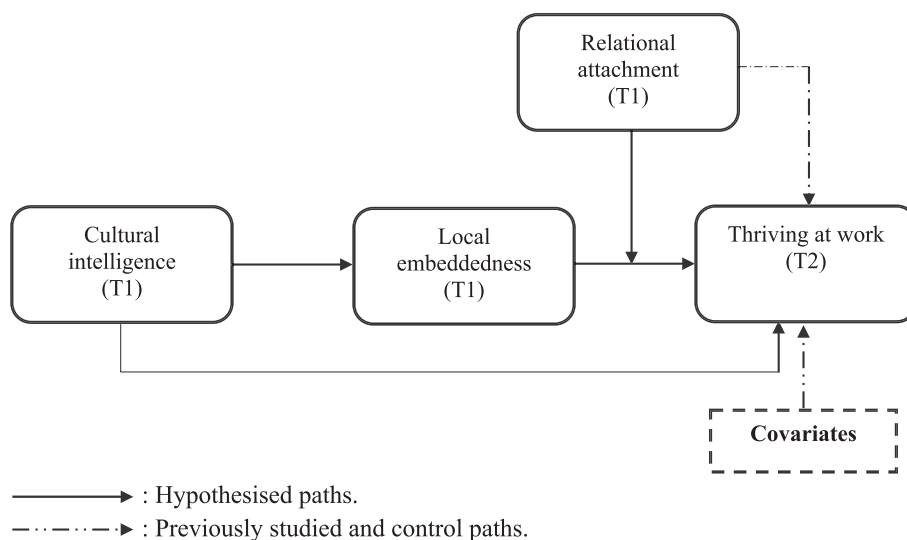 Relational
attachment
(T1)
Cultural
intelligence
(T1)
Local
embeddedness
(T1)
Thriving at work
(T2)
Covariates
: Hypothesised paths.
: Previously studied and control paths.